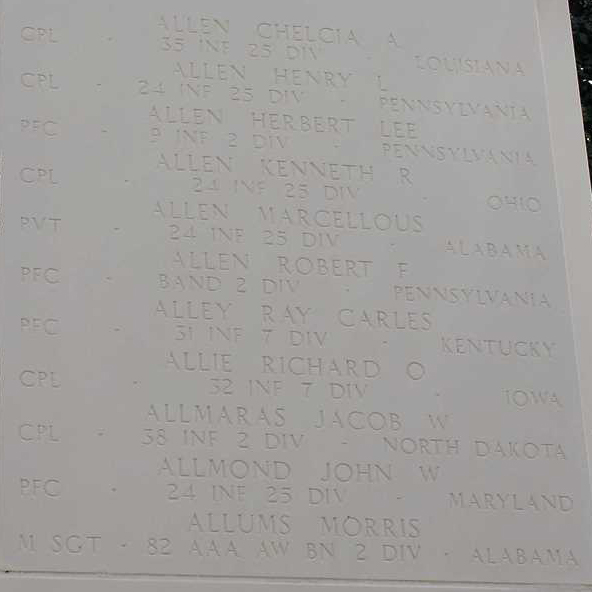 ALLEN CHELCIA A
CPL · 35 INF 25 DIV · LOUISIANA
ALLEN HENRY L
CPL · 24 INF 25 DIV · PENNSYLVANIA
ALLEN HERBERT LEE
PFC · 9 INF 2 DIV · PENNSYLVANIA
ALLEN KENNETH R
CPL · 24 INF 25 DIV · OHIO
ALLEN MARCELLOUS
PVT · 24 INF 25 DIV · ALABAMA
ALLEN ROBERT F
PFC · BAND 2 DIV · PENNSYLVANIA
ALLEY RAY CARLES
PFC · 31 INF 7 DIV · KENTUCKY
ALLIE RICHARD O
CPL · 32 INF 7 DIV · IOWA
ALLMARAS JACOB W
CPL · 38 INF 2 DIV · NORTH DAKOTA
ALLMOND JOHN W
PFC · 24 INF 25 DIV · MARYLAND
ALLUMS MORRIS
M SGT · 82 AAA AW BN 2 DIV · ALABAMA